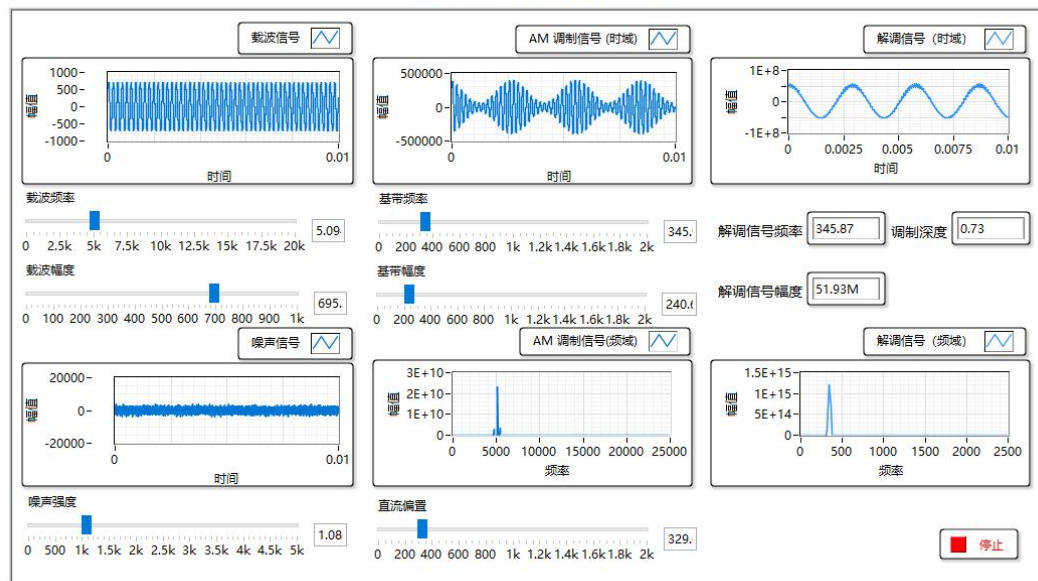 载波信号
AM 调制信号 (时域)
解调信号 (时域)
1000
500
0
-500
-1000
幅值
0
0.01
时间
500000
0
-500000
幅值
0
0.01
时间
1E+8
0
-1E+8
幅值
0
0.0025
0.005
0.0075
0.01
时间
载波频率
0 2.5k 5k 7.5k 10k 12.5k 15k 17.5k 20k
5.09
基带频率
0 200 400 600 800 1k 1.2k 1.4k 1.6k 1.8k 2k
345.
解调信号频率
345.87
调制深度
0.73
载波幅度
0 100 200 300 400 500 600 700 800 900 1k
695.
基带幅度
0 200 400 600 800 1k 1.2k 1.4k 1.6k 1.8k 2k
240.6
解调信号幅度
51.93M
噪声信号
AM 调制信号(频域)
解调信号 (频域)
20000
0
-20000
幅值
0
0.01
时间
3E+10
2E+10
1E+10
0
幅值
0 5000 10000 15000 20000 25000
频率
1.5E+15
1E+15
5E+14
0
幅值
0 500 1000 1500 2000 2500
频率
噪声强度
0 500 1k 1.5k 2k 2.5k 3k 3.5k 4k 4.5k 5k
1.08
直流偏置
0 200 400 600 800 1k 1.2k 1.4k 1.6k 1.8k 2k
329.
停止